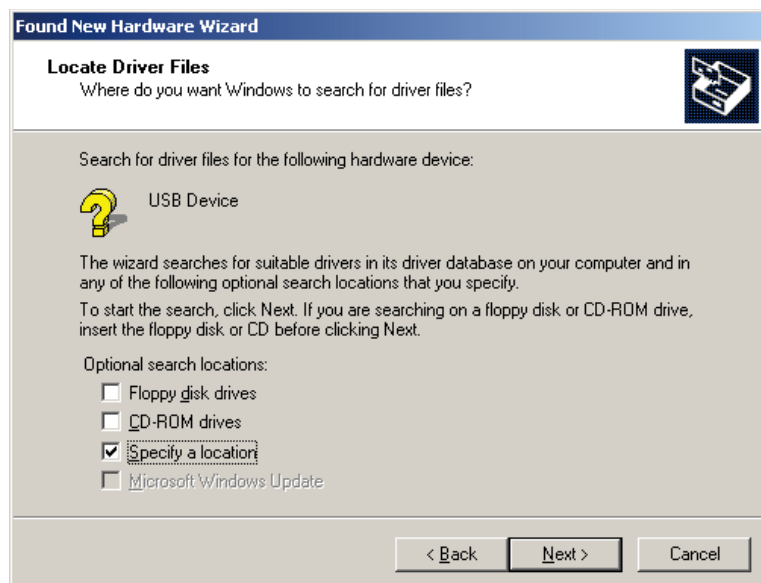 Found New Hardware Wizard
Locate Driver Files
Where do you want Windows to search for driver files?
Search for driver files for the following hardware device:
USB Device
The wizard searches for suitable drivers in its driver database on your computer and in
any of the following optional search locations that you specify.
To start the search, click Next. If you are searching on a floppy disk or CD-ROM drive,
insert the floppy disk or CD before clicking Next.
Optional search locations:
Floppy disk drives
CD-ROM drives
Specify a location
Microsoft Windows Update
< Back Next > Cancel